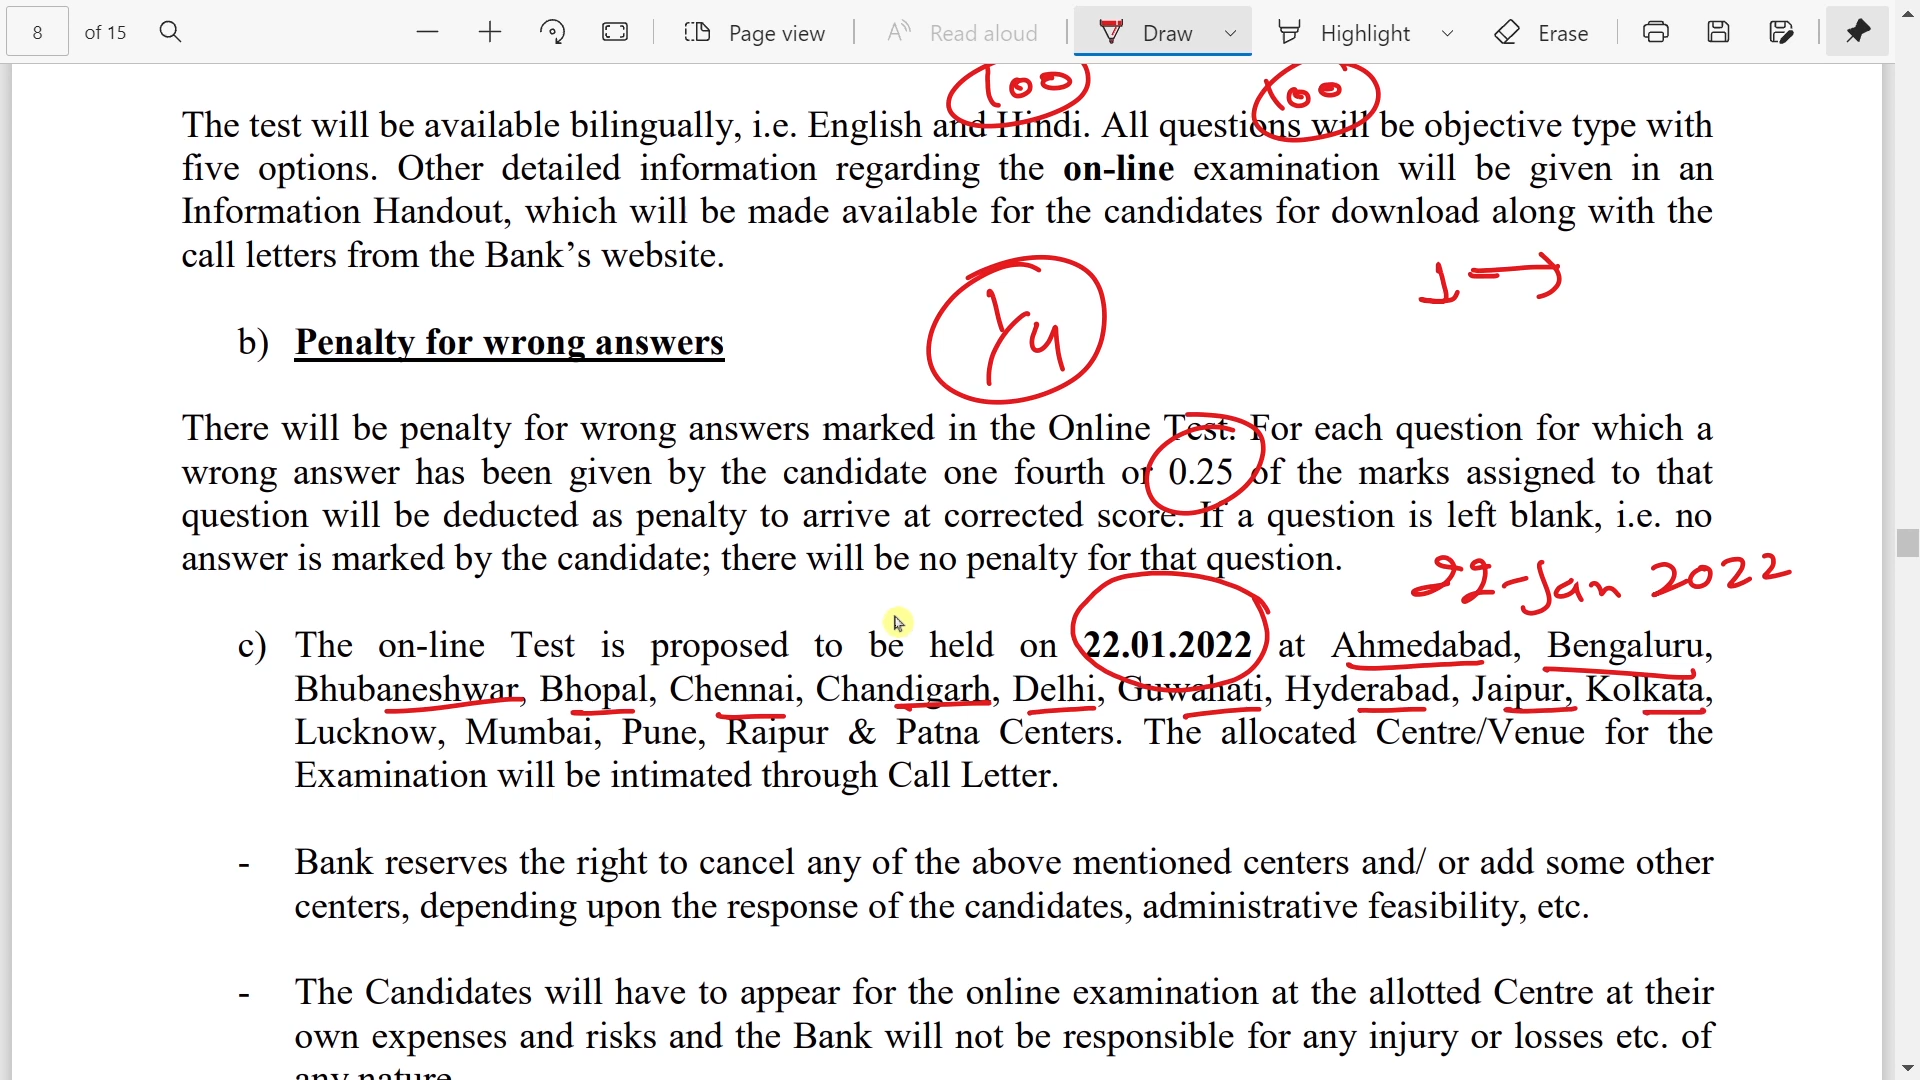 8 of 15 Page view Read aloud Draw Highlight Erase
100 100
The test will be available bilingually, i.e. English and Hindi. All questions will be objective type with
five options. Other detailed information regarding the on-line examination will be given in an
Information Handout, which will be made available for the candidates for download along with the
call letters from the Bank’s website.
1
1/4
b) Penalty for wrong answers
There will be penalty for wrong answers marked in the Online Test. For each question for which a
wrong answer has been given by the candidate one fourth or 0.25 of the marks assigned to that
question will be deducted as penalty to arrive at corrected score. If a question is left blank, i.e. no
answer is marked by the candidate; there will be no penalty for that question.
22-Jan 2022
c) The on-line Test is proposed to be held on 22.01.2022 at Ahmedabad, Bengaluru,
Bhubaneshwar, Bhopal, Chennai, Chandigarh, Delhi, Guwahati, Hyderabad, Jaipur, Kolkata,
Lucknow, Mumbai, Pune, Raipur & Patna Centers. The allocated Centre/Venue for the
Examination will be intimated through Call Letter.
- Bank reserves the right to cancel any of the above mentioned centers and/ or add some other
centers, depending upon the response of the candidates, administrative feasibility, etc.
- The Candidates will have to appear for the online examination at the allotted Centre at their
own expenses and risks and the Bank will not be responsible for any injury or losses etc. of
any nature.